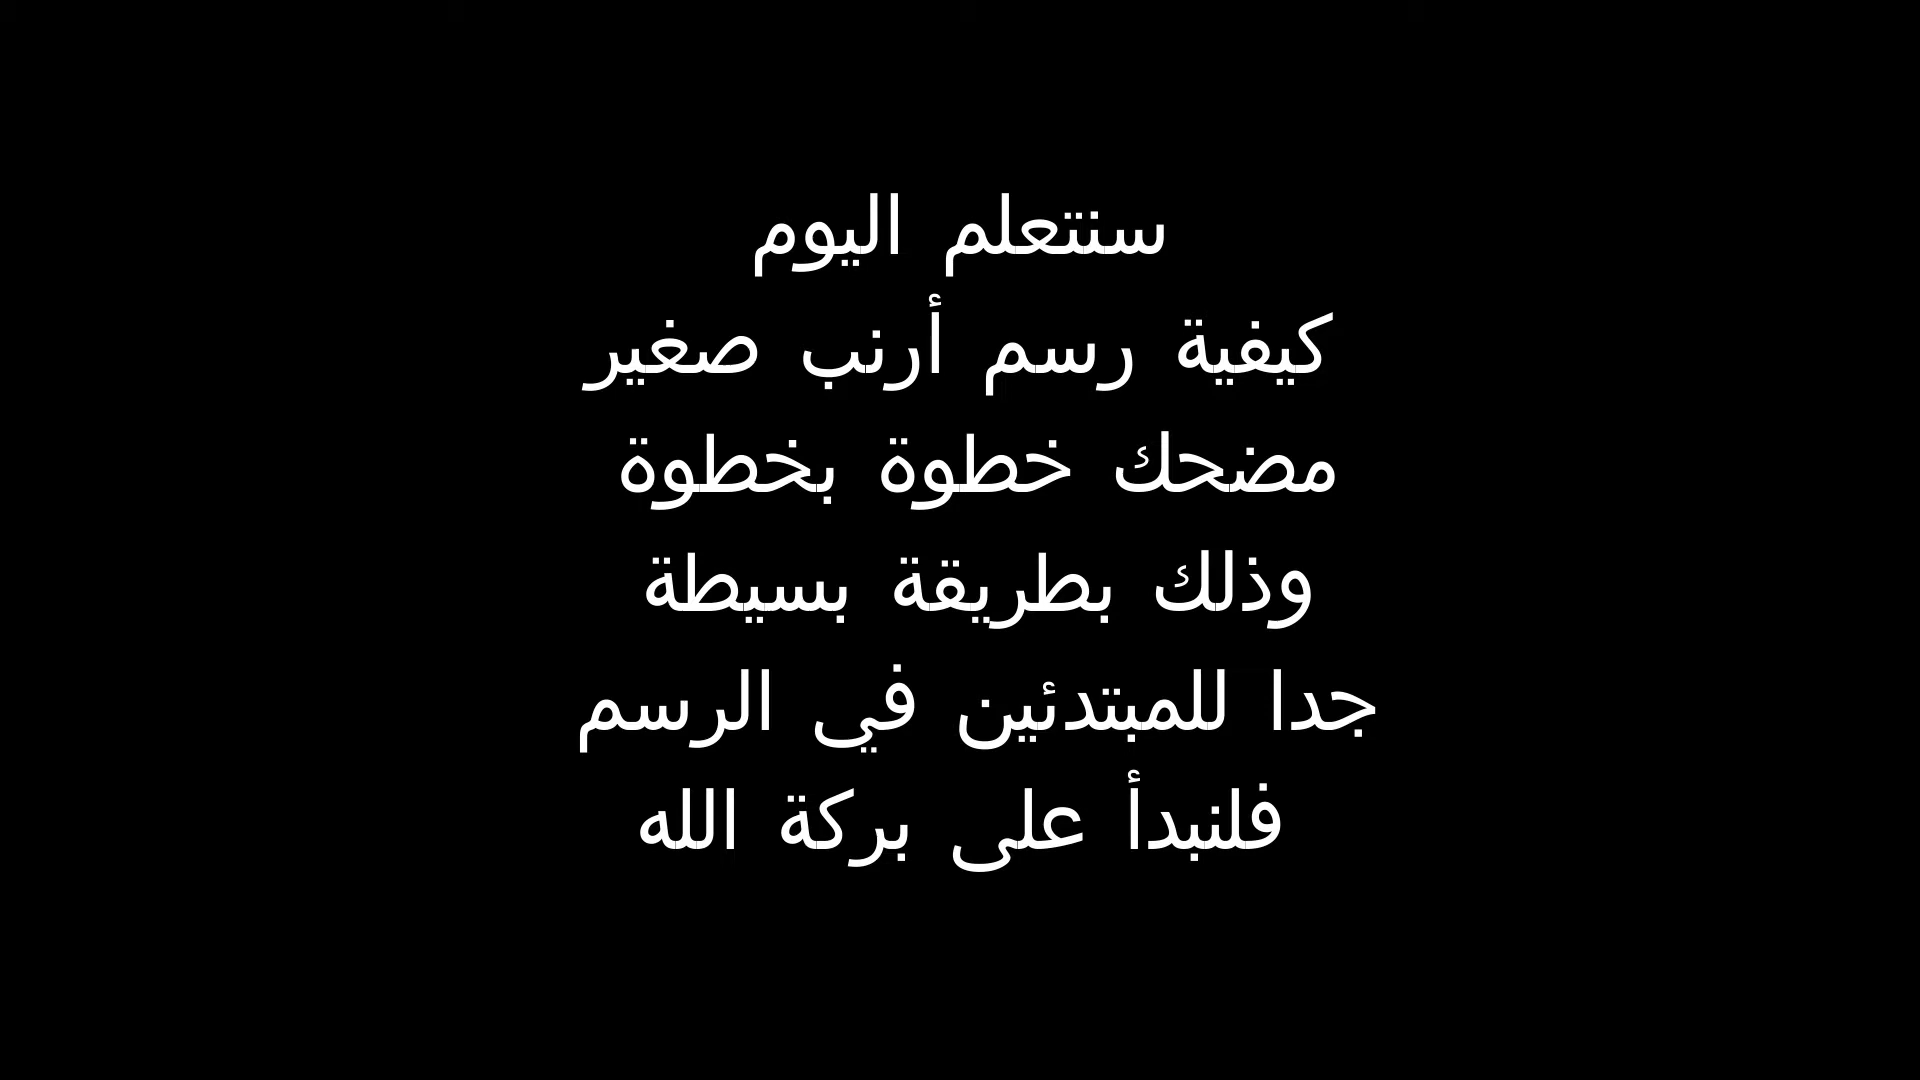 سنتعلم اليوم
كيفية رسم أرنب صغير
مضحك خطوة بخطوة
وذلك بطريقة بسيطة
جدا للمبتدئين في الرسم
فلنبدأ على بركة الله